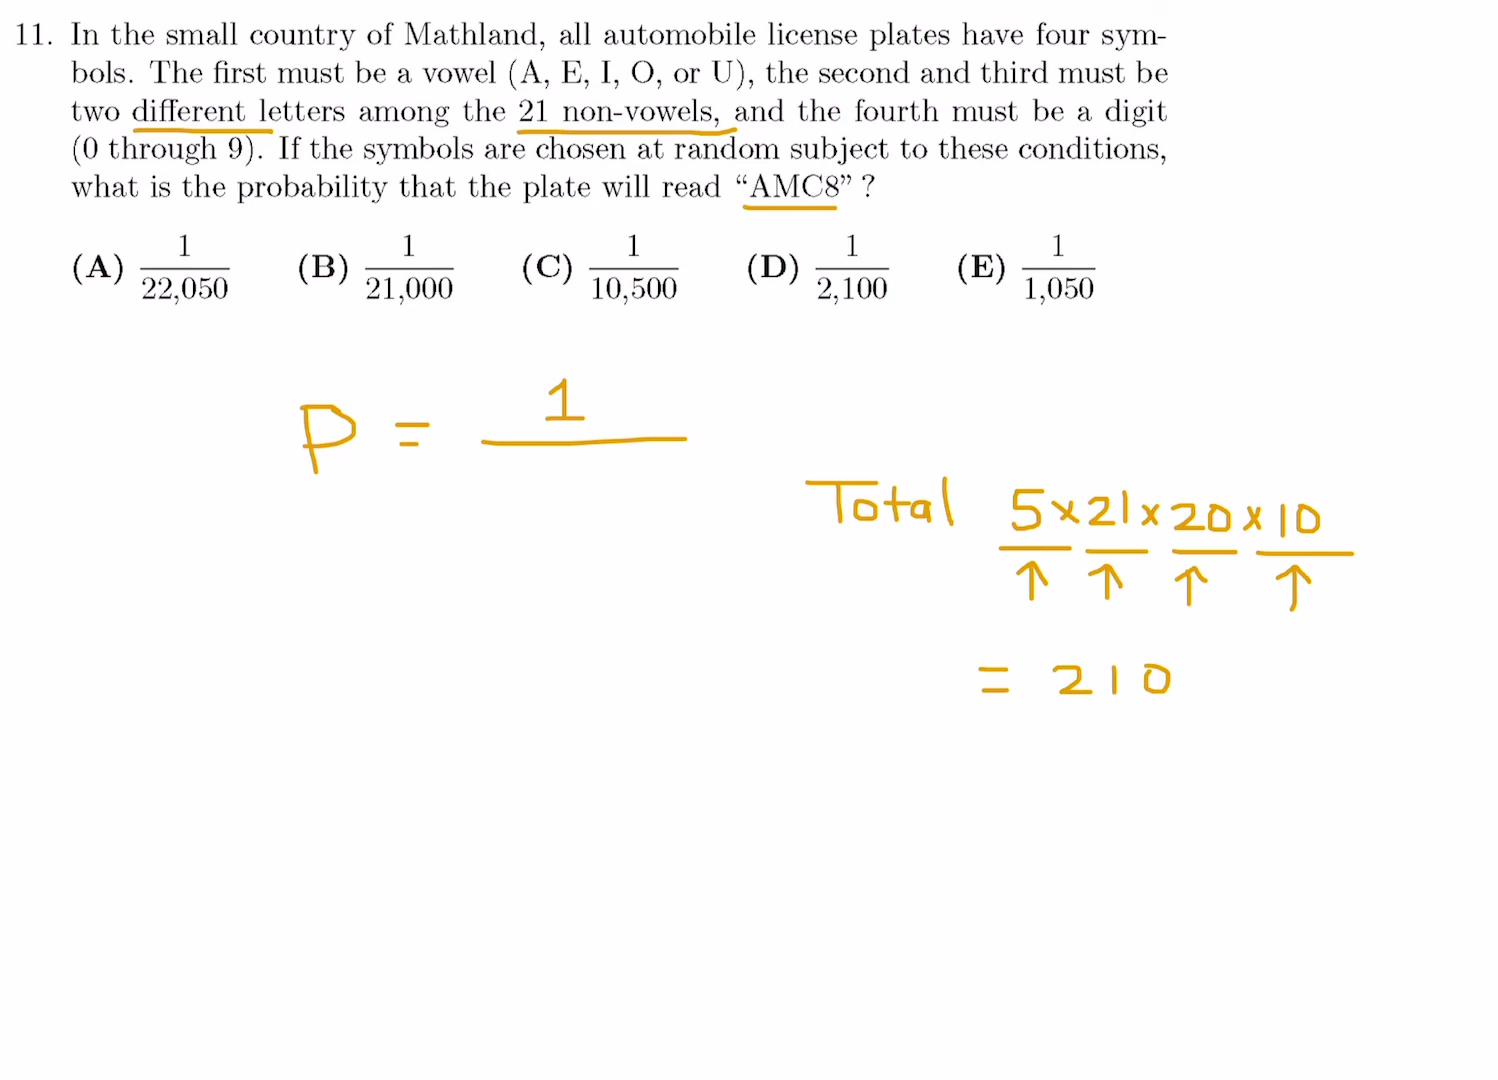 11. In the small country of Mathland, all automobile license plates have four sym-
bols. The first must be a vowel (A, E, I, O, or U), the second and third must be
two different letters among the 21 non-vowels, and the fourth must be a digit
(0 through 9). If the symbols are chosen at random subject to these conditions,
what is the probability that the plate will read “AMC8” ?
(A) 1/22,050 (B) 1/21,000 (C) 1/10,500 (D) 1/2,100 (E) 1/1,050
P = 1
Total 5×21×20×10
↑ ↑ ↑ ↑
= 210